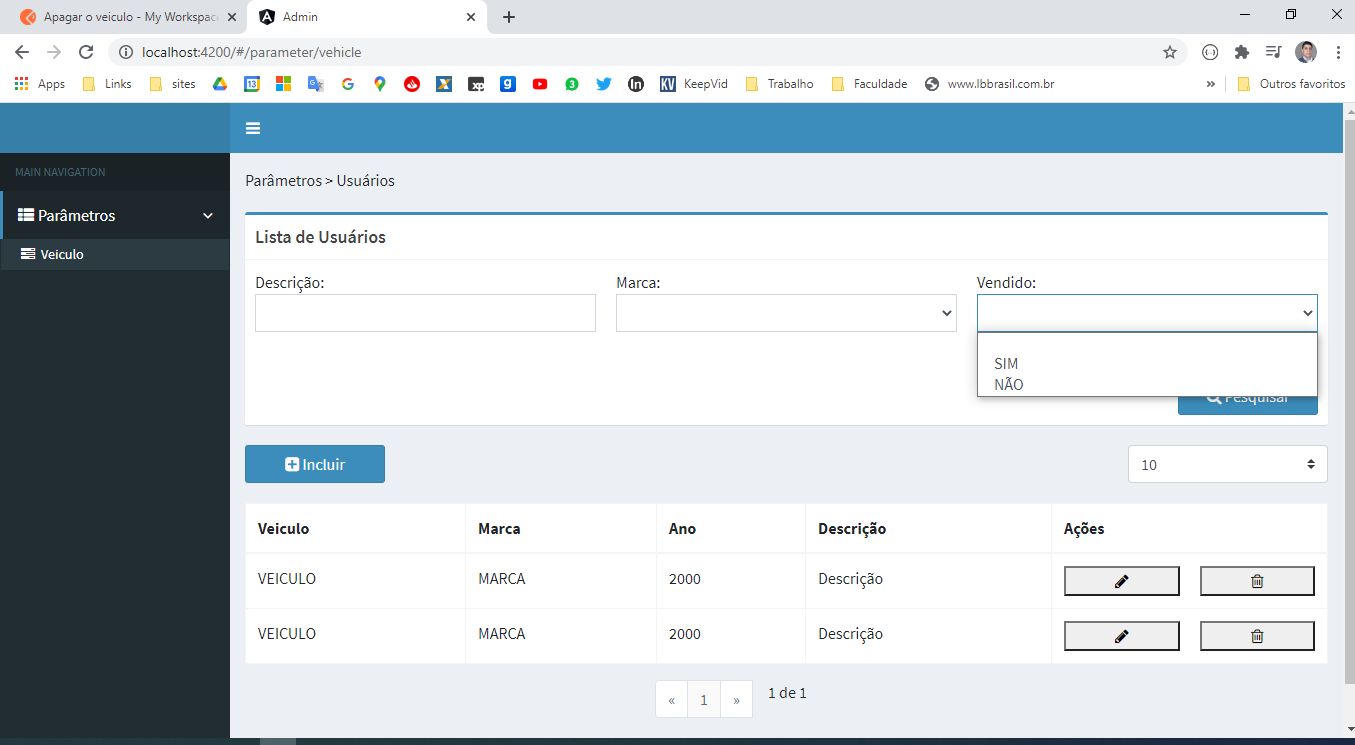 Apagar o veiculo - My Workspac
Admin
localhost:4200/#/parameter/vehicle
Apps
Links
sites
KeepVid
Trabalho
Faculdade
www.lbbrasil.com.br
»
Outros favoritos
MAIN NAVIGATION
Parâmetros
Veiculo
Parâmetros > Usuários
Lista de Usuários
Descrição:
Marca:
Vendido:
SIM
NÃO
Pesquisar
Incluir
10
Veiculo Marca Ano Descrição Ações
VEICULO MARCA 2000 Descrição
VEICULO MARCA 2000 Descrição
« 1 » 1 de 1